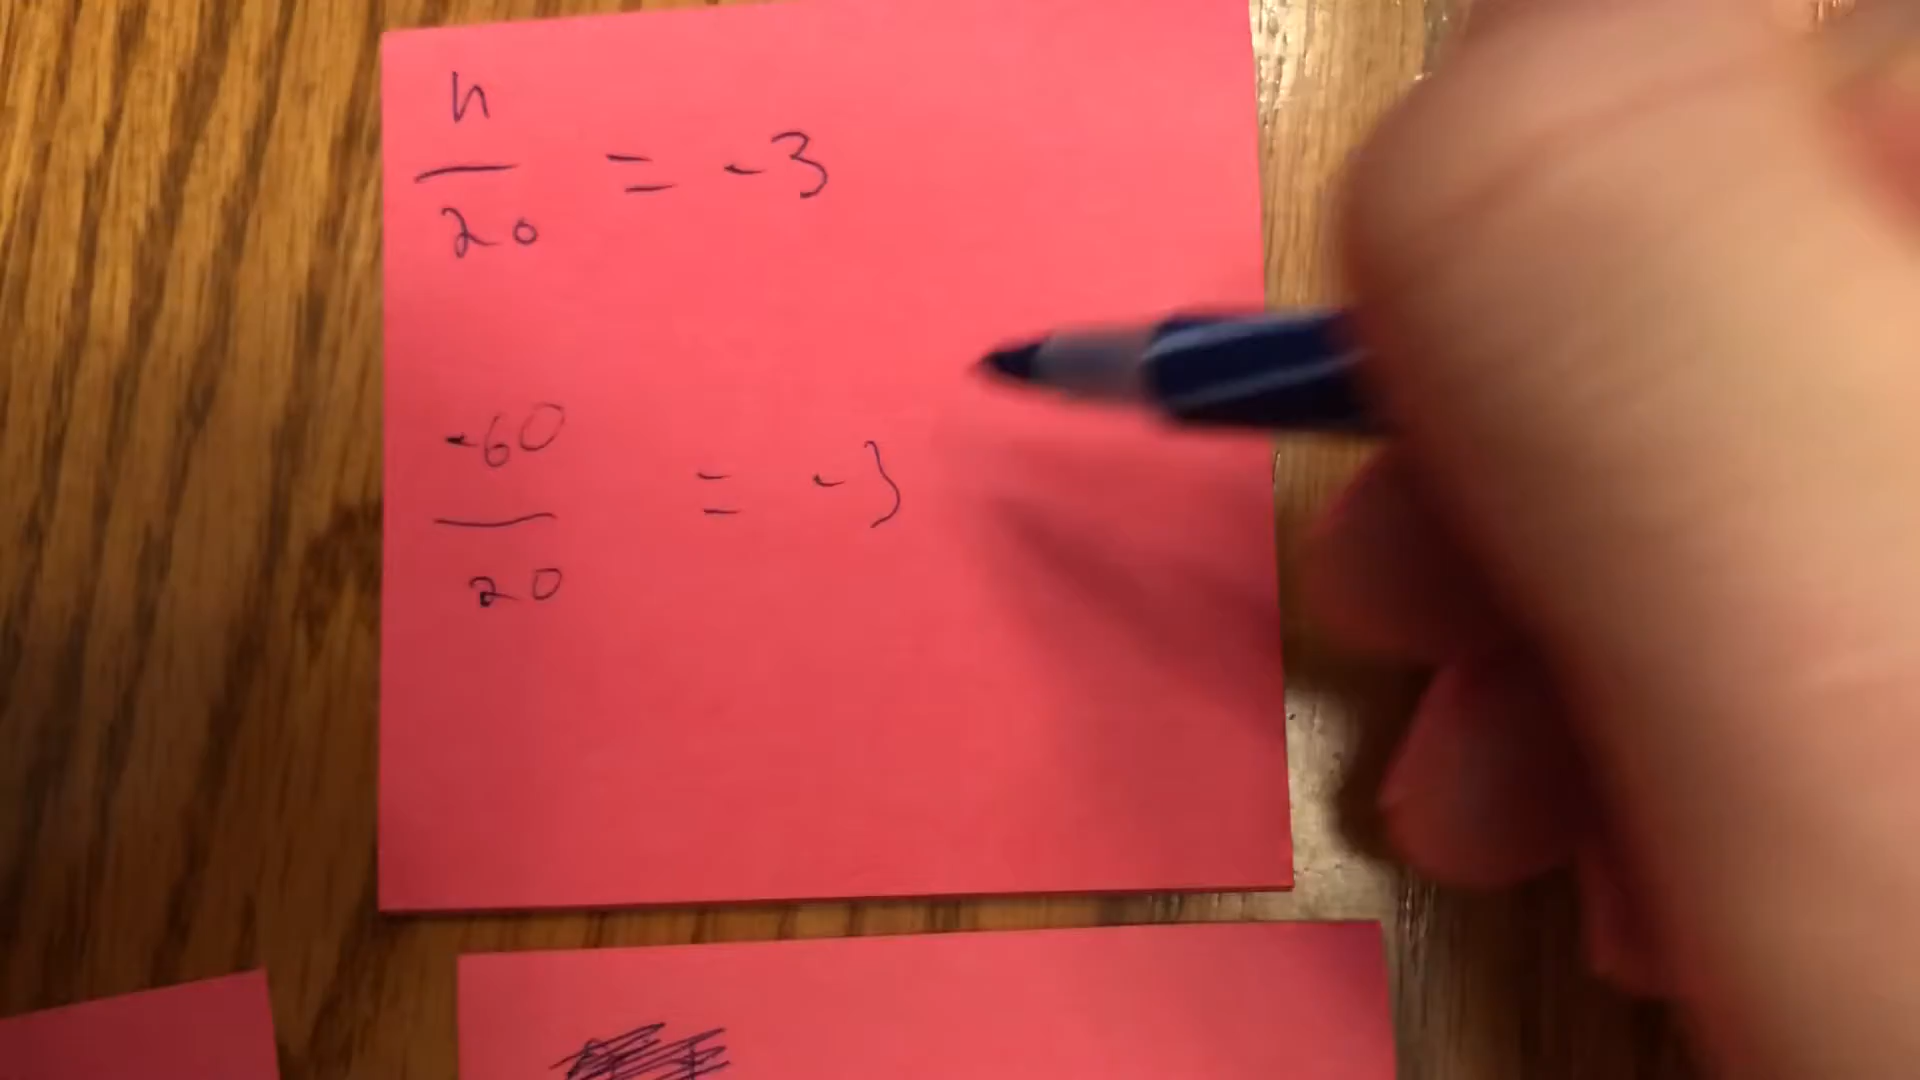 n/20 = -3
-60/20 = -3